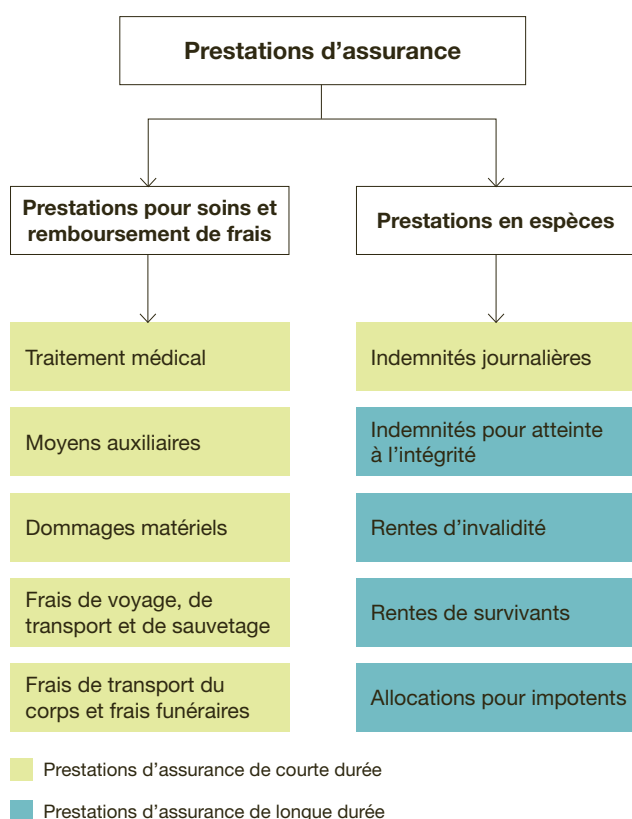 Prestations d’assurance
Prestations pour soins et
remboursement de frais
Prestations en espèces
Traitement médical
Moyens auxiliaires
Dommages matériels
Frais de voyage, de
transport et de sauvetage
Frais de transport du
corps et frais funéraires
Indemnités journalières
Indemnités pour atteinte
à l’intégrité
Rentes d’invalidité
Rentes de survivants
Allocations pour impotents
Prestations d’assurance de courte durée
Prestations d’assurance de longue durée